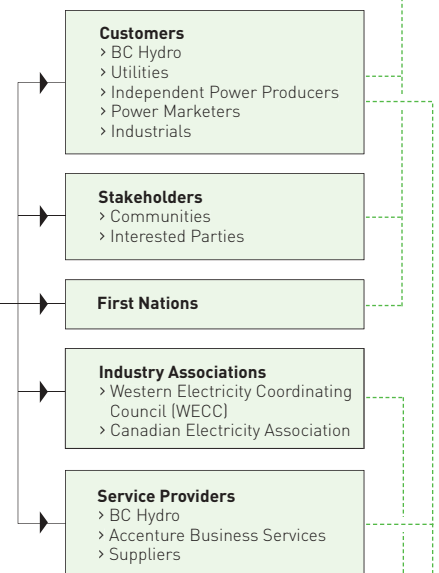 Customers
> BC Hydro
> Utilities
> Independent Power Producers
> Power Marketers
> Industrials
Stakeholders
> Communities
> Interested Parties
First Nations
Industry Associations
> Western Electricity Coordinating
Council (WECC)
> Canadian Electricity Association
Service Providers
> BC Hydro
> Accenture Business Services
> Suppliers